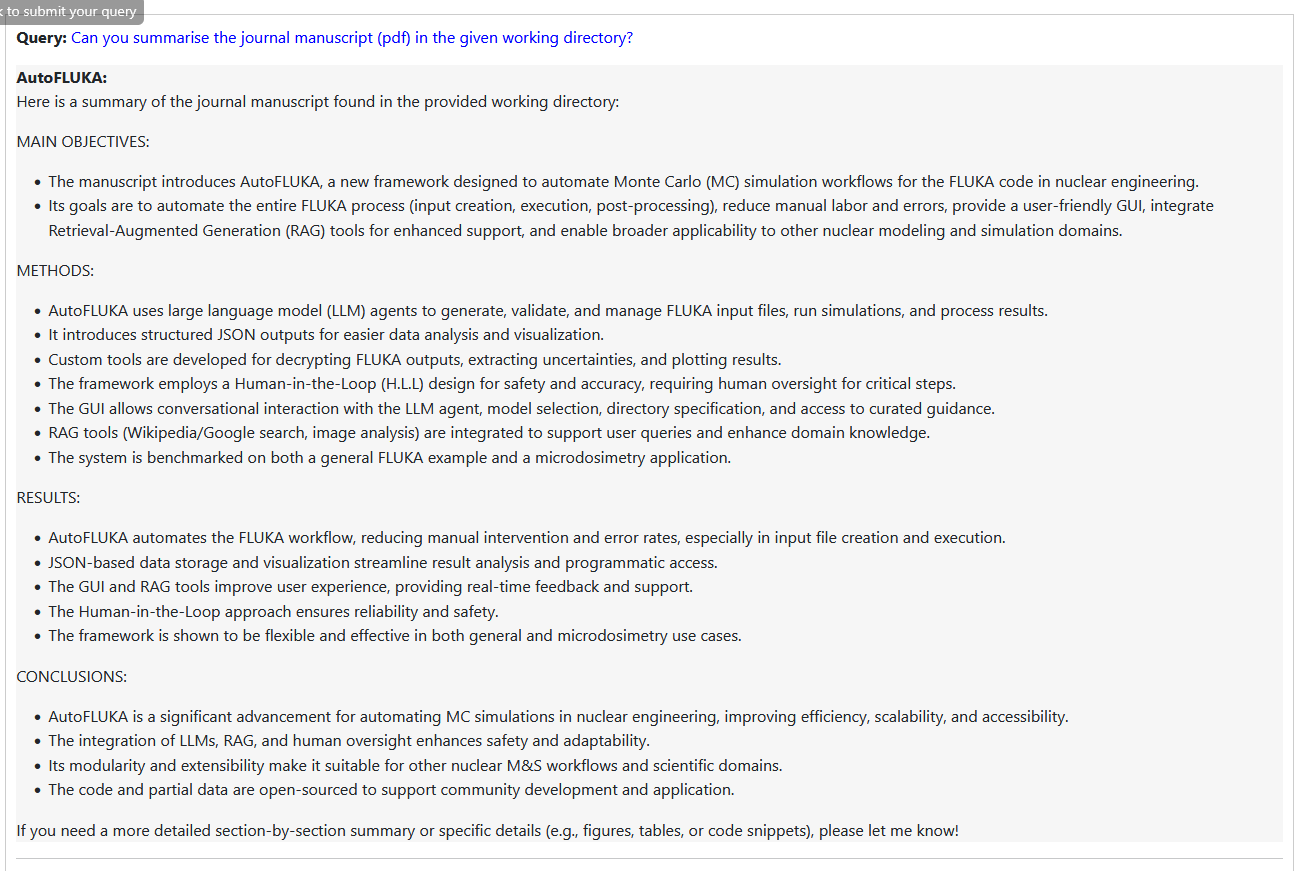 to submit your query
Query: Can you summarise the journal manuscript (pdf) in the given working directory?
AutoFLUKA:
Here is a summary of the journal manuscript found in the provided working directory:
MAIN OBJECTIVES:
• The manuscript introduces AutoFLUKA, a new framework designed to automate Monte Carlo (MC) simulation workflows for the FLUKA code in nuclear engineering.
• Its goals are to automate the entire FLUKA process (input creation, execution, post-processing), reduce manual labor and errors, provide a user-friendly GUI, integrate
Retrieval-Augmented Generation (RAG) tools for enhanced support, and enable broader applicability to other nuclear modeling and simulation domains.
METHODS:
• AutoFLUKA uses large language model (LLM) agents to generate, validate, and manage FLUKA input files, run simulations, and process results.
• It introduces structured JSON outputs for easier data analysis and visualization.
• Custom tools are developed for decrypting FLUKA outputs, extracting uncertainties, and plotting results.
• The framework employs a Human-in-the-Loop (H.L.L) design for safety and accuracy, requiring human oversight for critical steps.
• The GUI allows conversational interaction with the LLM agent, model selection, directory specification, and access to curated guidance.
• RAG tools (Wikipedia/Google search, image analysis) are integrated to support user queries and enhance domain knowledge.
• The system is benchmarked on both a general FLUKA example and a microdosimetry application.
RESULTS:
• AutoFLUKA automates the FLUKA workflow, reducing manual intervention and error rates, especially in input file creation and execution.
• JSON-based data storage and visualization streamline result analysis and programmatic access.
• The GUI and RAG tools improve user experience, providing real-time feedback and support.
• The Human-in-the-Loop approach ensures reliability and safety.
• The framework is shown to be flexible and effective in both general and microdosimetry use cases.
CONCLUSIONS:
• AutoFLUKA is a significant advancement for automating MC simulations in nuclear engineering, improving efficiency, scalability, and accessibility.
• The integration of LLMs, RAG, and human oversight enhances safety and adaptability.
• Its modularity and extensibility make it suitable for other nuclear M&S workflows and scientific domains.
• The code and partial data are open-sourced to support community development and application.
If you need a more detailed section-by-section summary or specific details (e.g., figures, tables, or code snippets), please let me know!